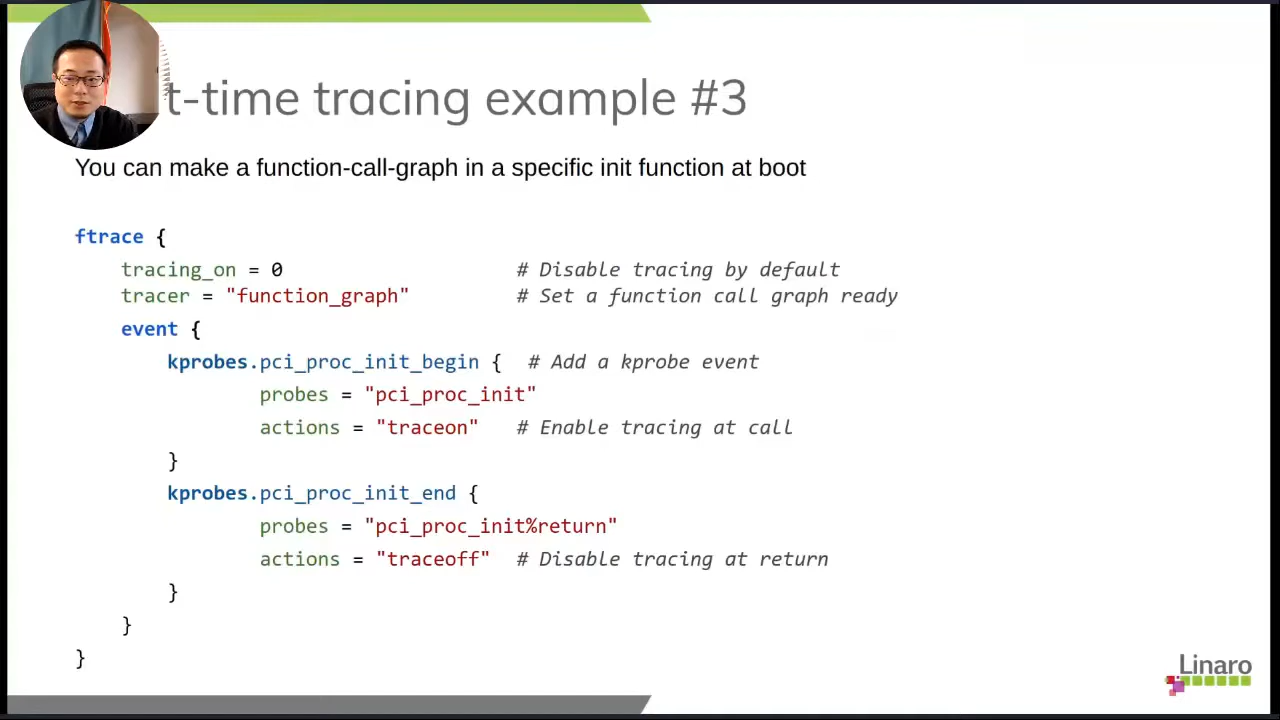 t-time tracing example #3
You can make a function-call-graph in a specific init function at boot
ftrace {
tracing_on = 0 # Disable tracing by default
tracer = "function_graph" # Set a function call graph ready
event {
kprobes.pci_proc_init_begin { # Add a kprobe event
probes = "pci_proc_init"
actions = "traceon" # Enable tracing at call
}
kprobes.pci_proc_init_end {
probes = "pci_proc_init%return"
actions = "traceoff" # Disable tracing at return
}
}
}
Linaro